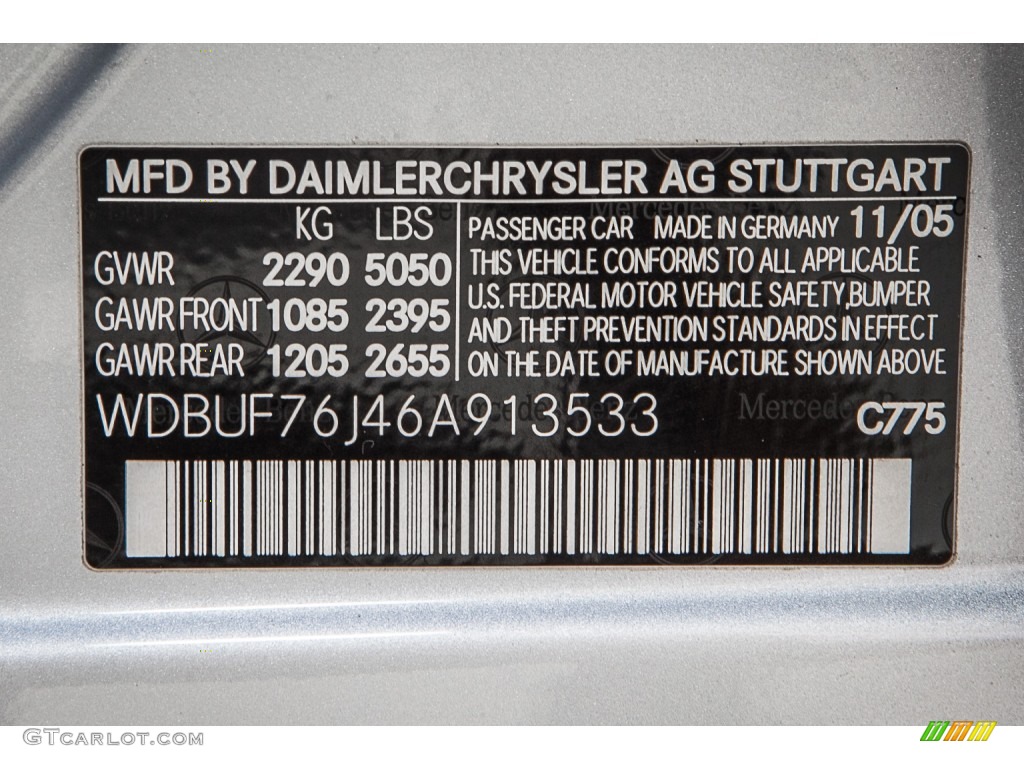 MFD BY DAIMLERCHRYSLER AG STUTTGART
KG LBS
GVWR 2290 5050
GAWR FRONT 1085 2395
GAWR REAR 1205 2655
PASSENGER CAR MADE IN GERMANY 11/05
THIS VEHICLE CONFORMS TO ALL APPLICABLE
U.S. FEDERAL MOTOR VEHICLE SAFETY,BUMPER
AND THEFT PREVENTION STANDARDS IN EFFECT
ON THE DATE OF MANUFACTURE SHOWN ABOVE
WDBUF76J46A913533
C775
GTCARLOT.COM